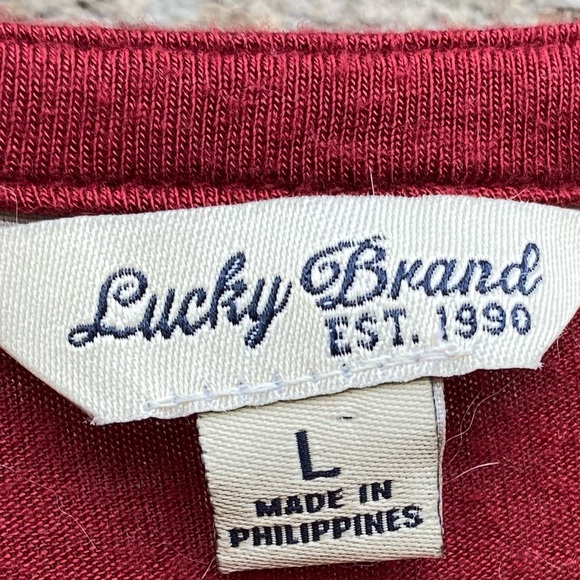 Lucky Brand
EST. 1990
L
MADE IN
PHILIPPINES